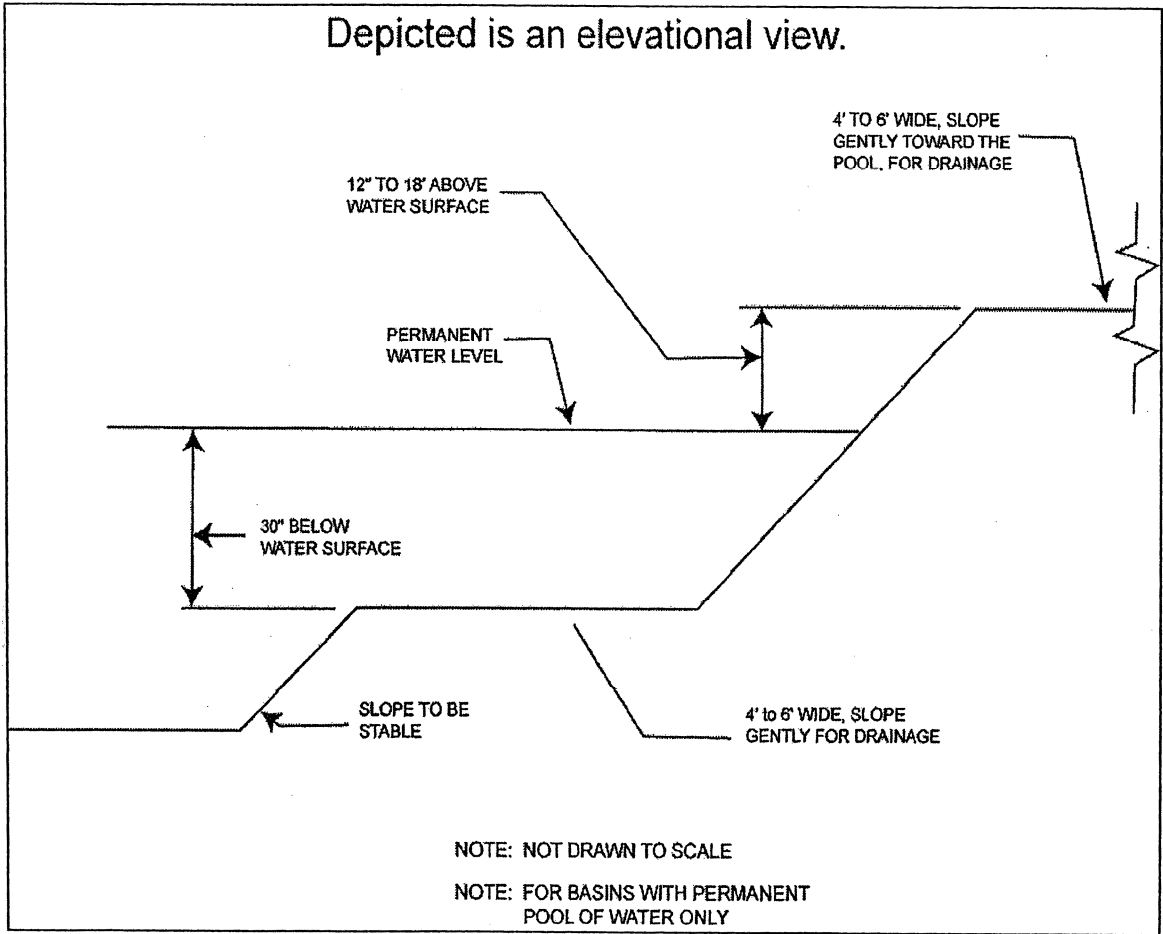 Depicted is an elevational view.
4' TO 6' WIDE, SLOPE
GENTLY TOWARD THE
POOL, FOR DRAINAGE
12" TO 18' ABOVE
WATER SURFACE
PERMANENT
WATER LEVEL
30" BELOW
WATER SURFACE
SLOPE TO BE
STABLE
4' to 6' WIDE, SLOPE
GENTLY FOR DRAINAGE
NOTE: NOT DRAWN TO SCALE
NOTE: FOR BASINS WITH PERMANENT
POOL OF WATER ONLY